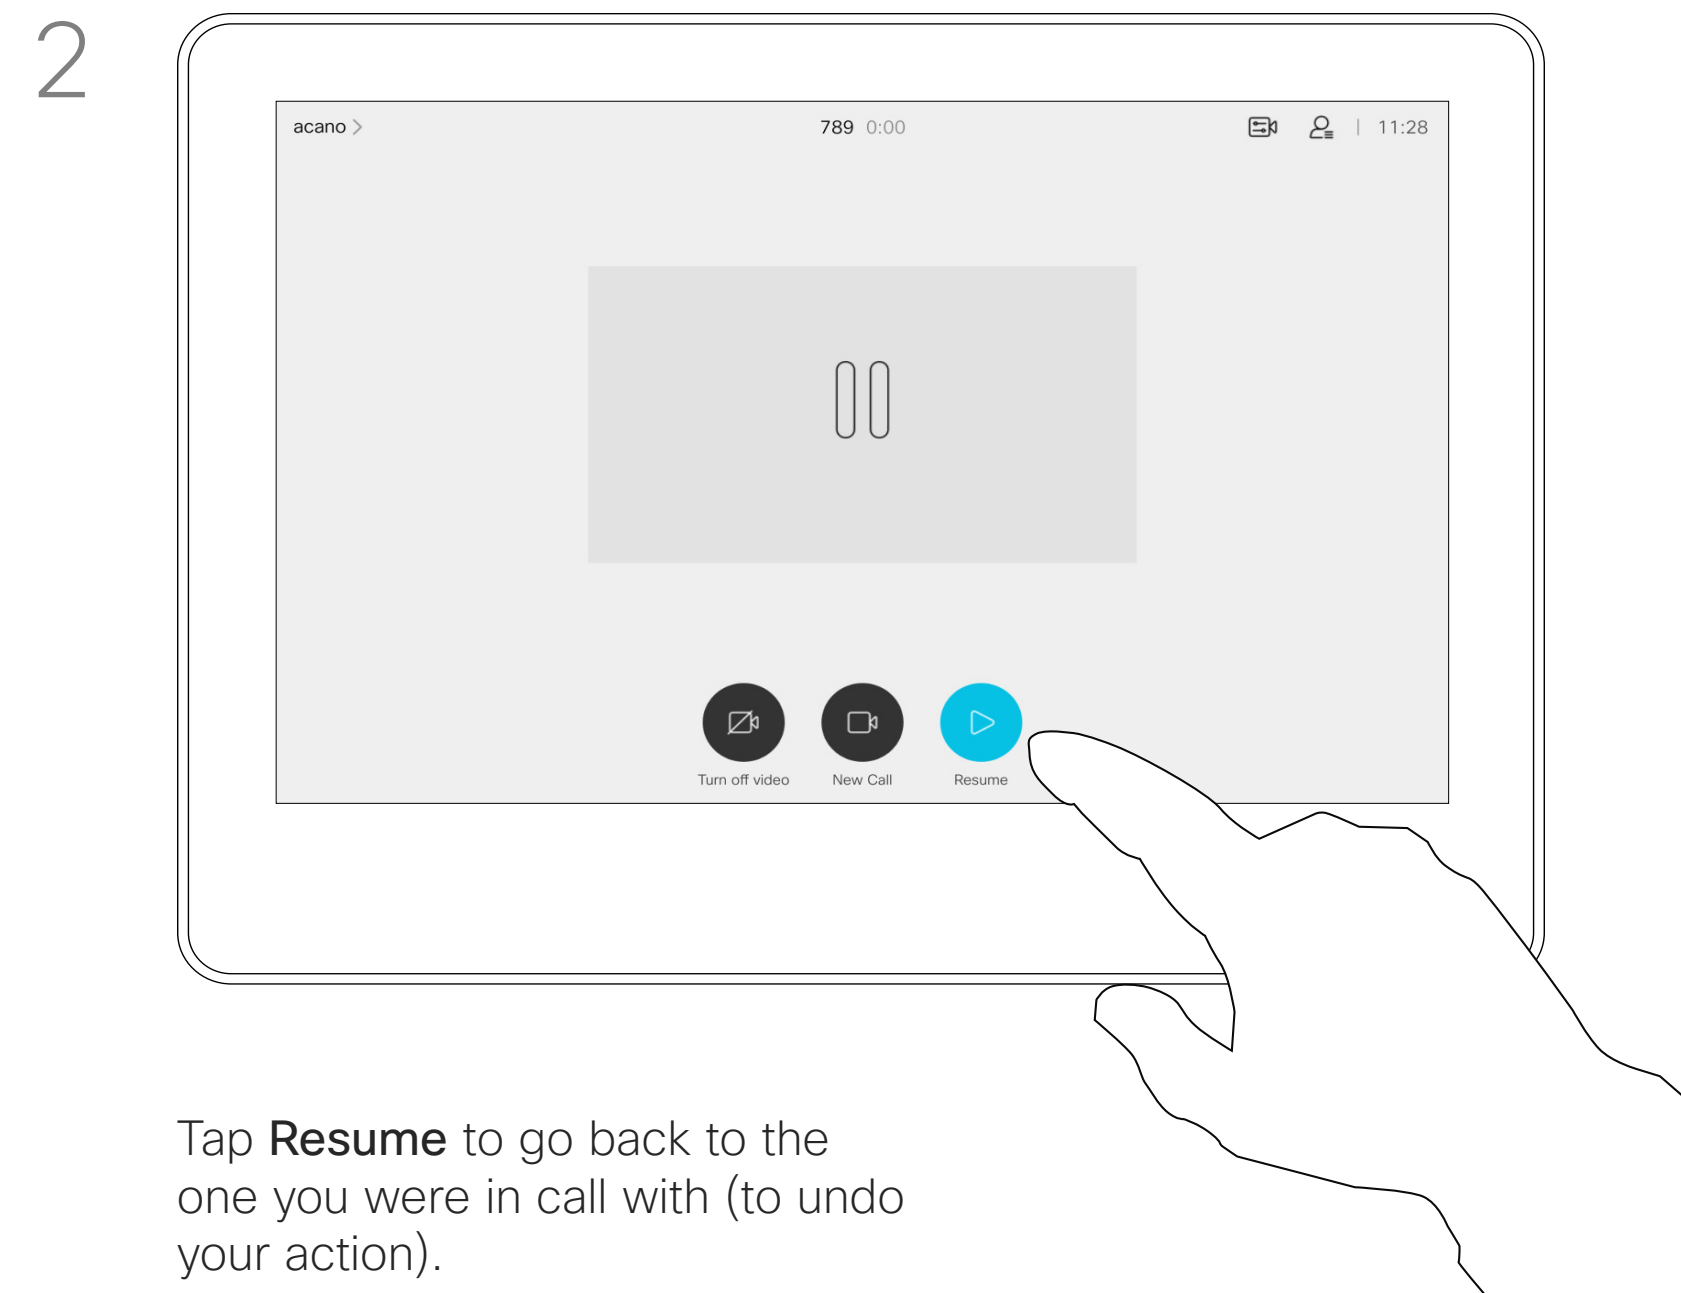 2
acano
789 0:00
11:28
Turn off video
New Call
Resume
Tap Resume to go back to the
one you were in call with (to undo
your action).